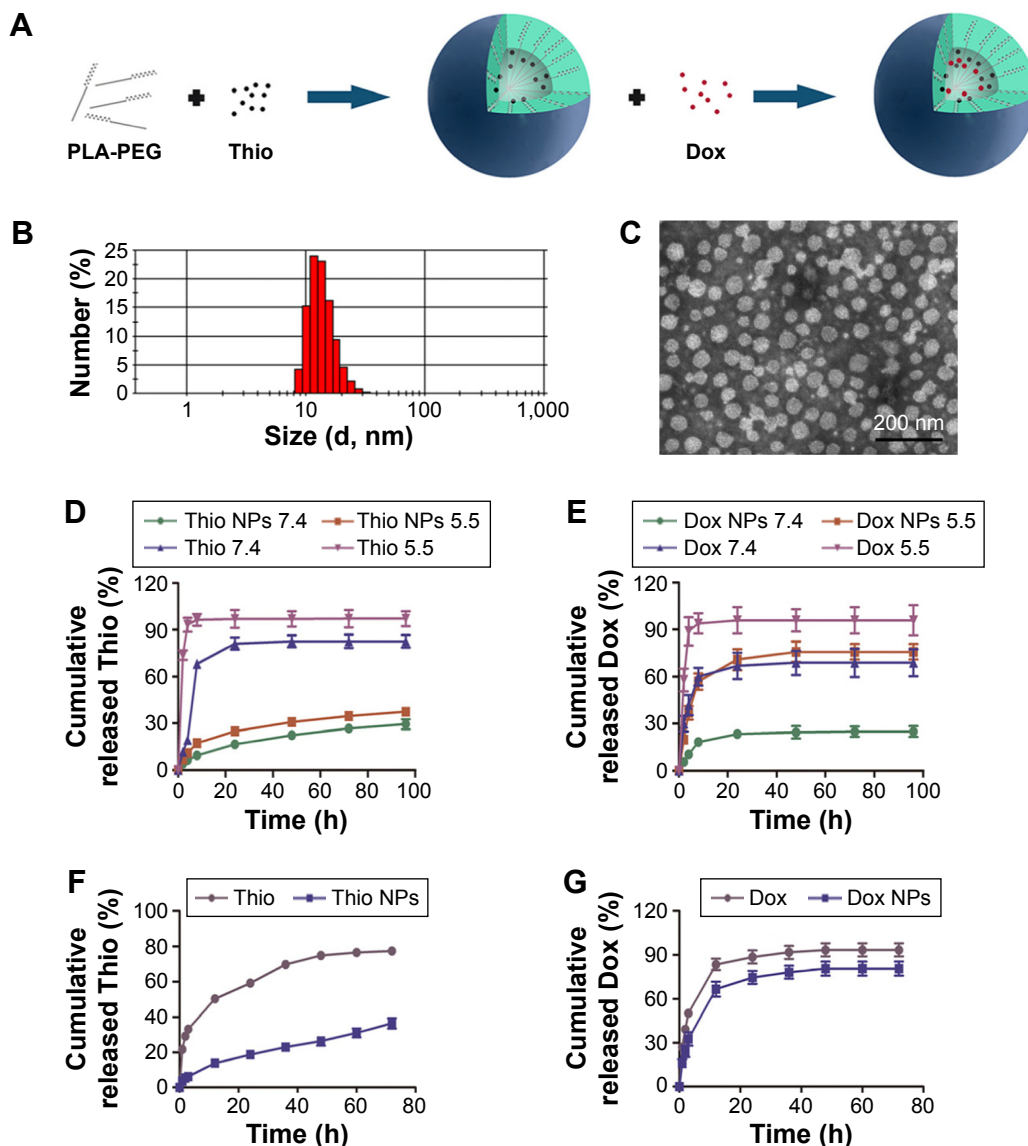 A
PLA-PEG
Thio
Dox
B
Number (%)
25
20
15
10
5
0
1
10
100
1,000
Size (d, nm)
C
200 nm
D
Thio NPs 7.4
Thio NPs 5.5
Thio 7.4
Thio 5.5
Cumulative
released Thio (%)
120
90
60
30
0
0 20 40 60 80 100
Time (h)
E
Dox NPs 7.4
Dox NPs 5.5
Dox 7.4
Dox 5.5
Cumulative
released Dox (%)
120
90
60
30
0
0 20 40 60 80 100
Time (h)
F
Thio
Thio NPs
Cumulative
released Thio (%)
100
80
60
40
20
0
0 20 40 60 80
Time (h)
G
Dox
Dox NPs
Cumulative
released Dox (%)
120
90
60
30
0
0 20 40 60 80
Time (h)